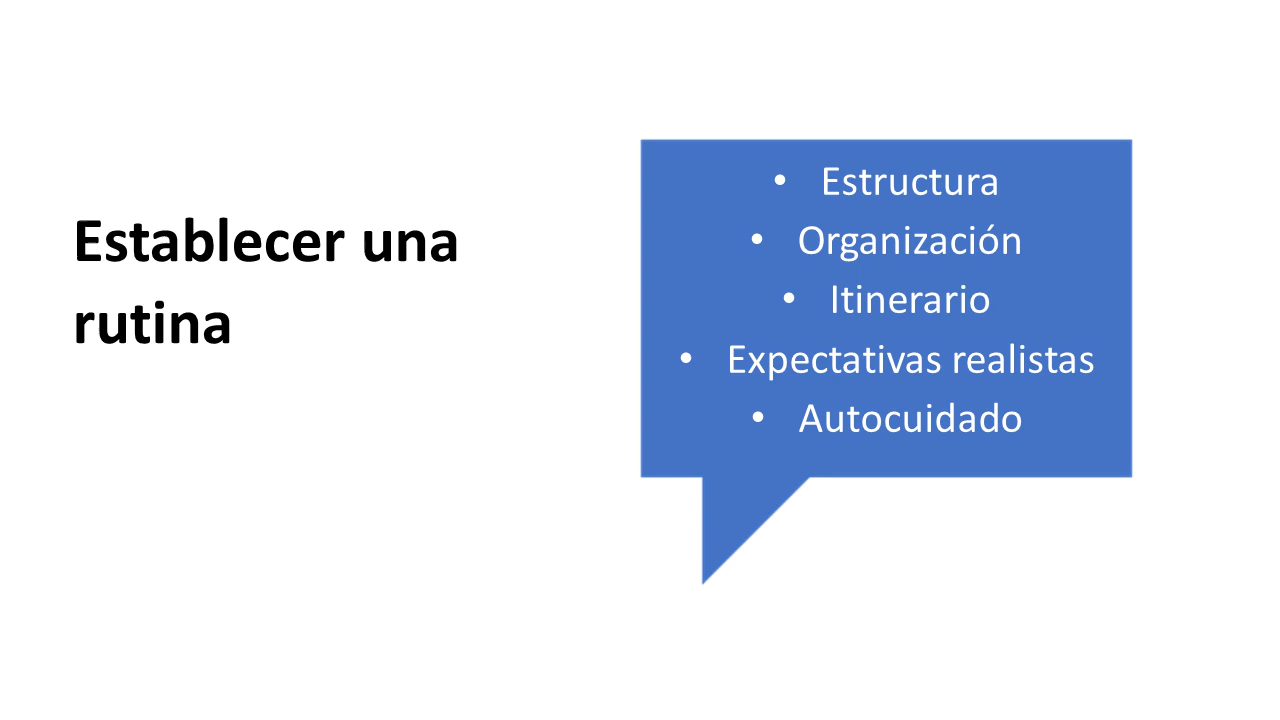 Establecer una
rutina
• Estructura
• Organización
• Itinerario
• Expectativas realistas
• Autocuidado